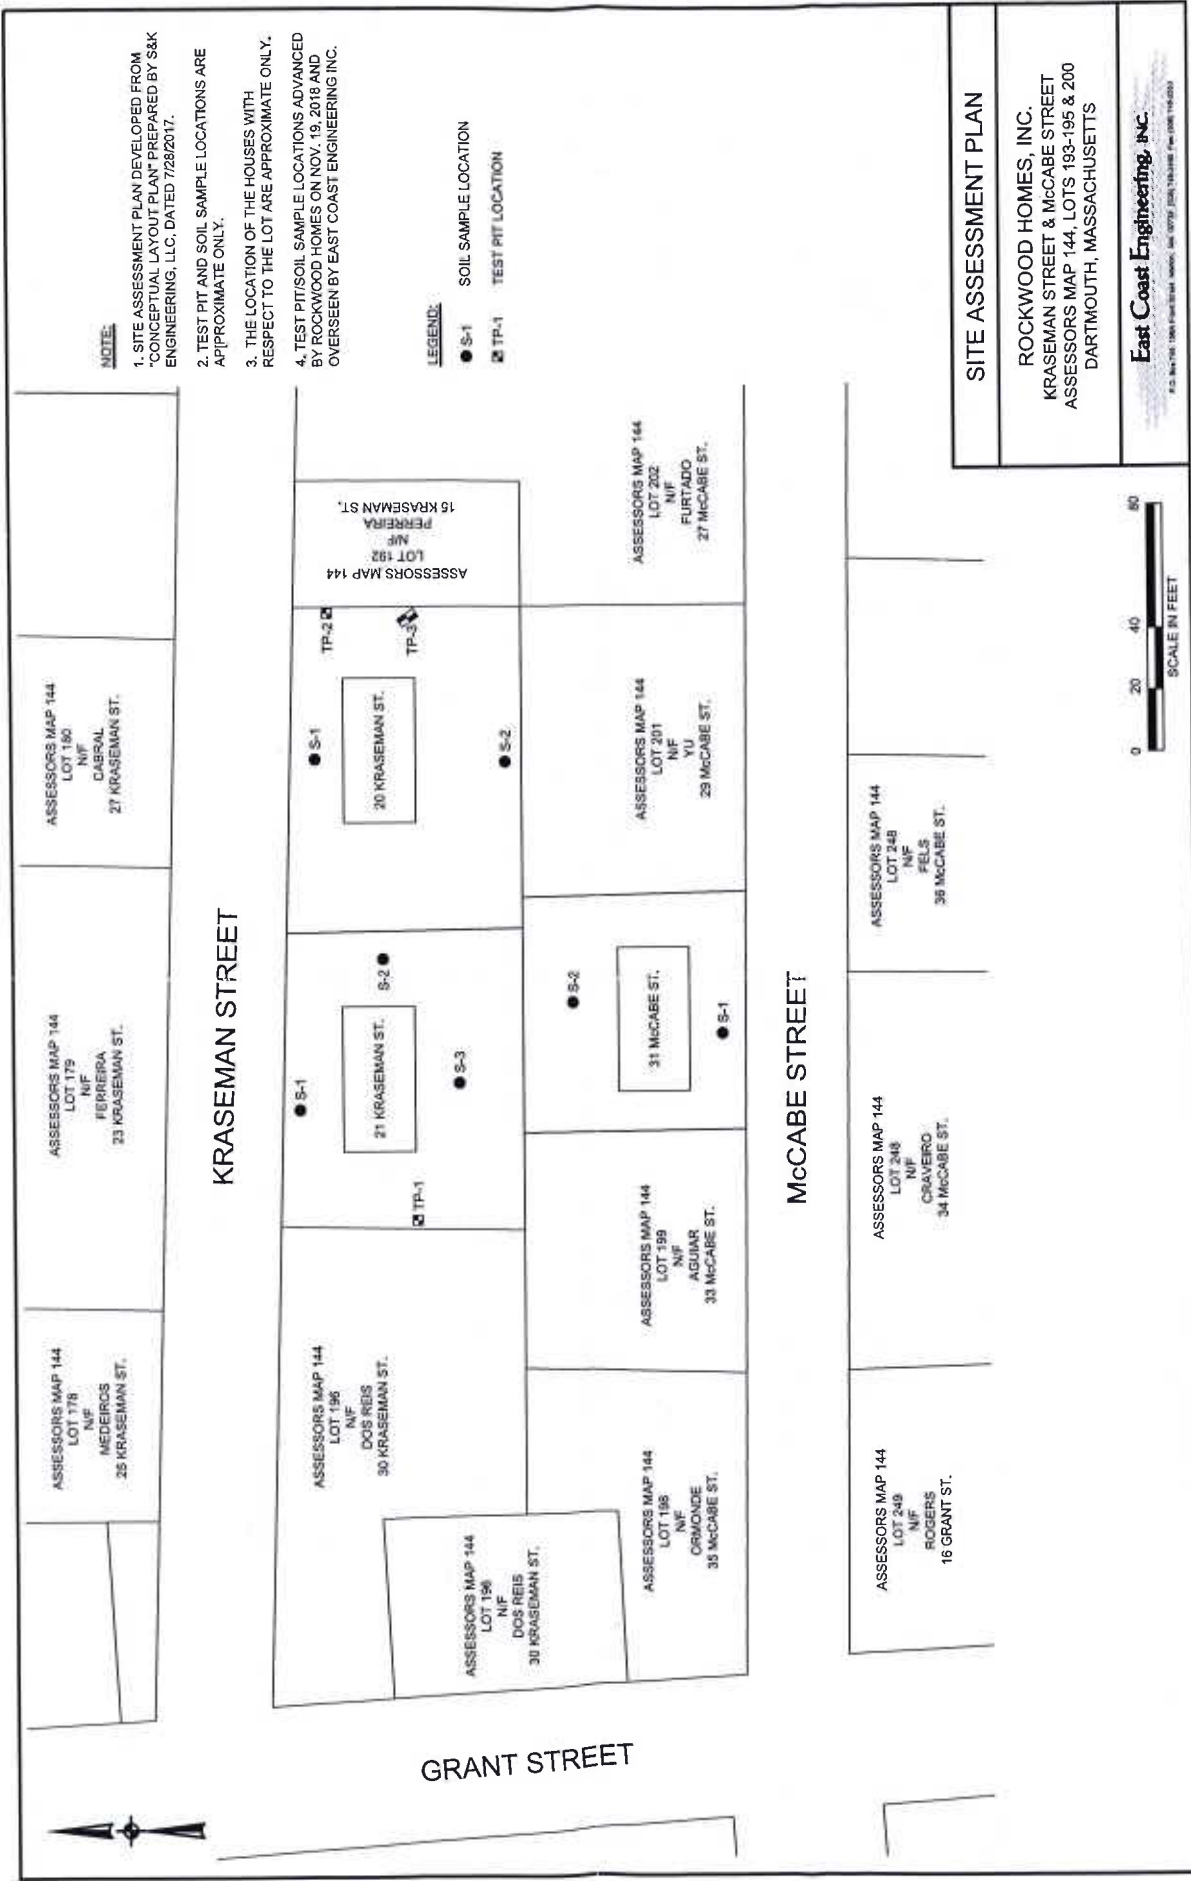 NOTE:
1. SITE ASSESSMENT PLAN DEVELOPED FROM
"CONCEPTUAL LAYOUT PLAN" PREPARED BY S&K
ENGINEERING, LLC, DATED 7/28/2017.
2. TEST PIT AND SOIL SAMPLE LOCATIONS ARE
AP[PROXIMATE ONLY.
3. THE LOCATION OF THE HOUSES WITH
RESPECT TO THE LOT ARE APPROXIMATE ONLY.
4. TEST PIT/SOIL SAMPLE LOCATIONS ADVANCED
BY ROCKWOOD HOMES ON NOV. 19, 2018 AND
OVERSEEN BY EAST COAST ENGINEERING INC.
LEGEND:
S-1 SOIL SAMPLE LOCATION
TP-1 TEST PIT LOCATION
ASSESSORS MAP 144
LOT 178
N/F
MEDEIROS
25 KRASEMAN ST.
ASSESSORS MAP 144
LOT 179
N/F
FERREIRA
23 KRASEMAN ST.
ASSESSORS MAP 144
LOT 180
N/F
CABRAL
27 KRASEMAN ST.
KRASEMAN STREET
ASSESSORS MAP 144
LOT 196
N/F
DOS REIS
30 KRASEMAN ST.
S-1
21 KRASEMAN ST.
S-2
S-3
TP-1
S-1
20 KRASEMAN ST.
S-2
TP-2
TP-3
ASSESSORS MAP 144
LOT 192
N/F
FERREIRA
15 KRASEMAN ST.
ASSESSORS MAP 144
LOT 196
N/F
DOS REIS
30 KRASEMAN ST.
ASSESSORS MAP 144
LOT 198
N/F
ORMONDE
35 McCABE ST.
ASSESSORS MAP 144
LOT 199
N/F
AGUIAR
33 McCABE ST.
S-2
31 McCABE ST.
S-1
ASSESSORS MAP 144
LOT 201
N/F
YU
29 McCABE ST.
ASSESSORS MAP 144
LOT 202
N/F
FURTADO
27 McCABE ST.
GRANT STREET
McCABE STREET
ASSESSORS MAP 144
LOT 249
N/F
ROGERS
16 GRANT ST.
ASSESSORS MAP 144
LOT 248
N/F
CRAVEIRO
34 McCABE ST.
ASSESSORS MAP 144
LOT 248
N/F
FELS
36 McCABE ST.
0 20 40 80
SCALE IN FEET
SITE ASSESSMENT PLAN
ROCKWOOD HOMES, INC.
KRASEMAN STREET & McCABE STREET
ASSESSORS MAP 144, LOTS 193-195 & 200
DARTMOUTH, MASSACHUSETTS
East Coast Engineering, INC.